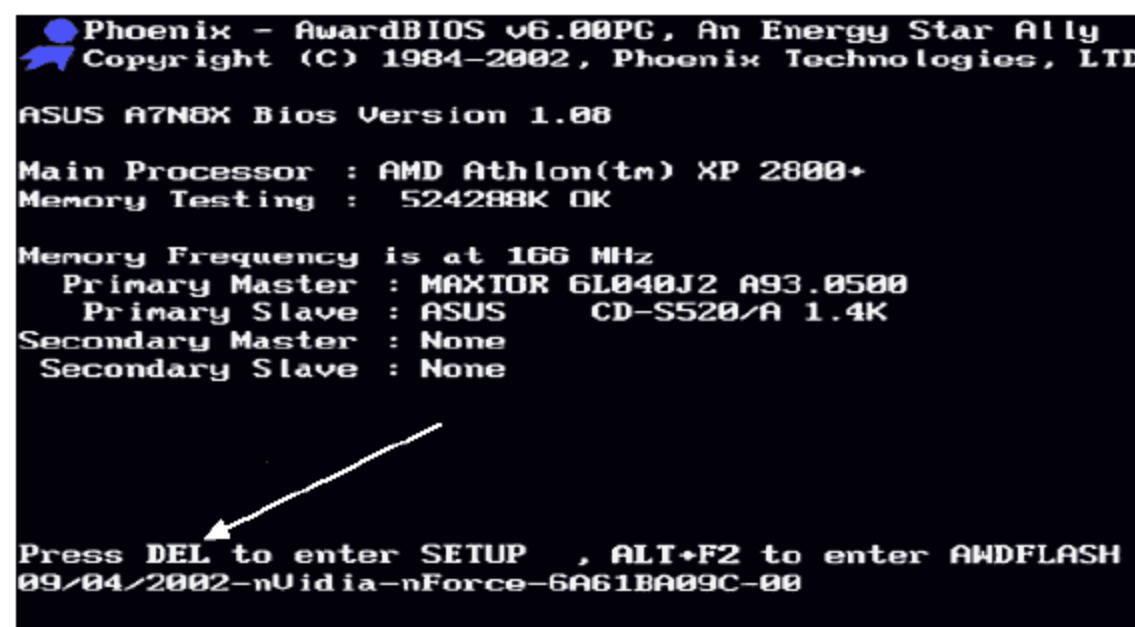 Phoenix - AwardBIOS v6.00PG, An Energy Star Ally
Copyright (C) 1984-2002, Phoenix Technologies, LTD
ASUS A7N8X Bios Version 1.08
Main Processor : AMD Athlon(tm) XP 2800+
Memory Testing : 524288K OK
Memory Frequency is at 166 MHz
Primary Master : MAXTOR 6L040J2 A93.0500
Primary Slave : ASUS CD-S520/A 1.4K
Secondary Master : None
Secondary Slave : None
Press DEL to enter SETUP , ALT+F2 to enter AWDFLASH
09/04/2002-nVidia-nForce-6A61BA09C-00